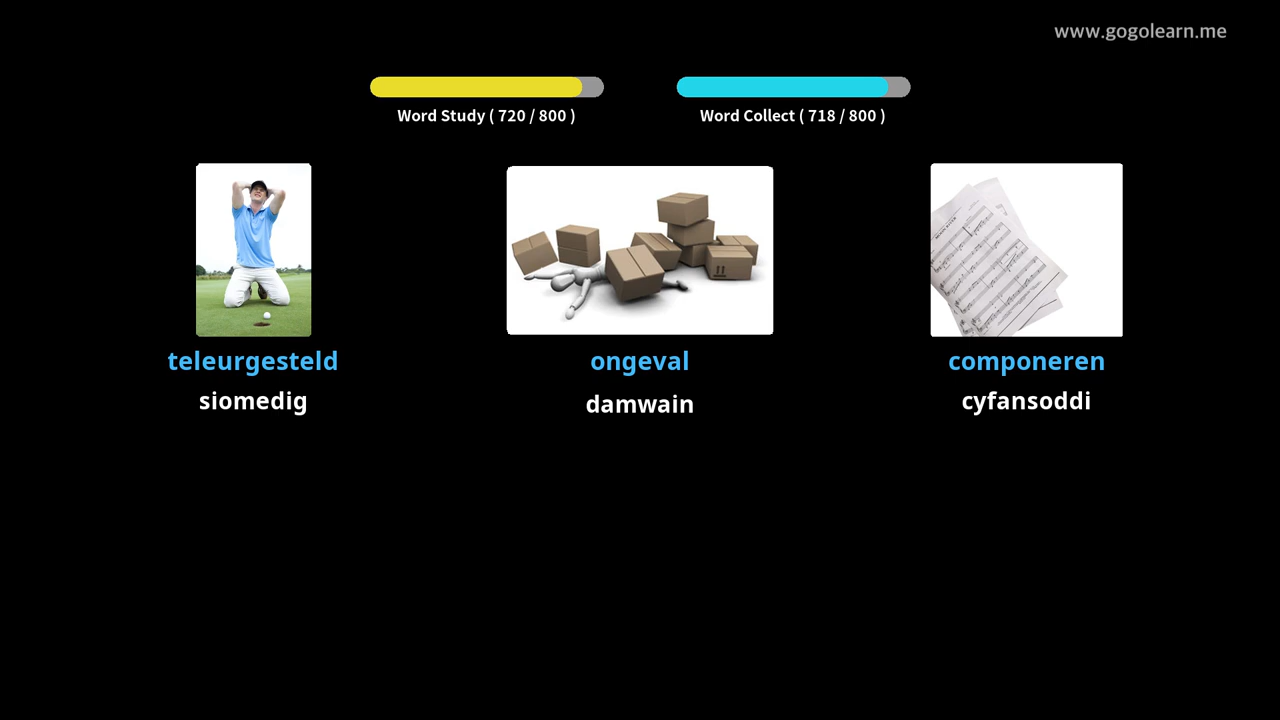 www.gogolearn.me
Word Study ( 720 / 800 )
Word Collect ( 718 / 800 )
teleurgesteld
ongeval
componeren
siomedig
damwain
cyfansoddi